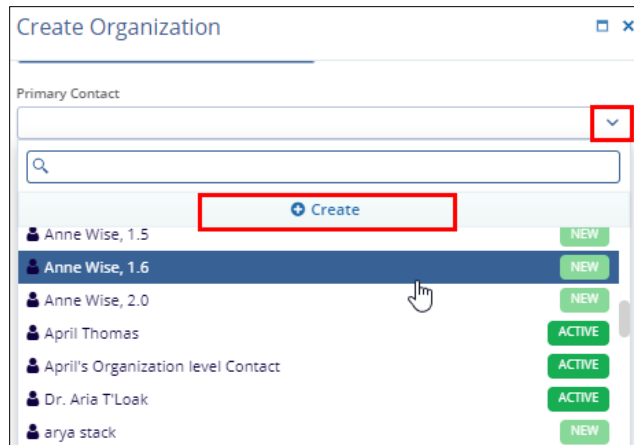 Create Organization
Primary Contact
Create
Anne Wise, 1.5 NEW
Anne Wise, 1.6 NEW
Anne Wise, 2.0 NEW
April Thomas ACTIVE
April's Organization level Contact ACTIVE
Dr. Aria T'Loak ACTIVE
arya stack NEW